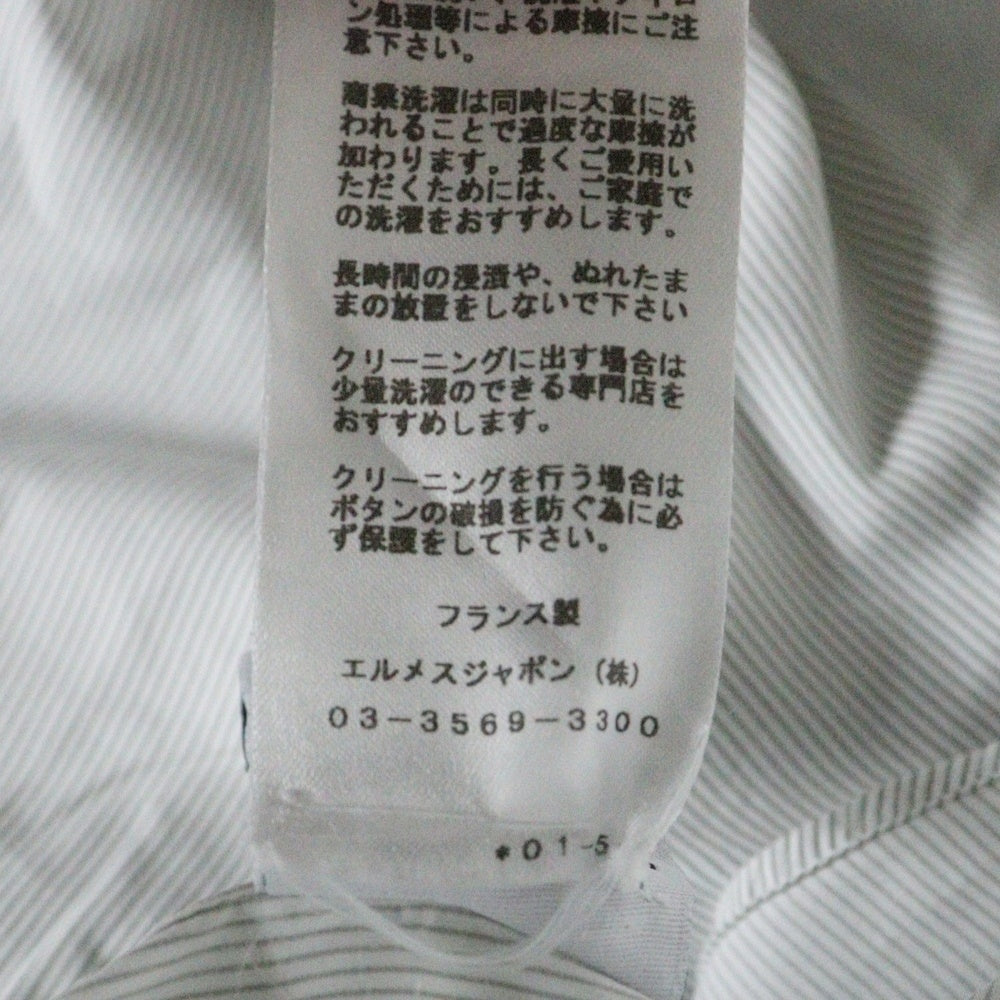 ン処理等による摩擦にご注
意下さい。
商業洗濯は同時に大量に洗
われることで過度な摩擦が
加わります。長くご愛用い
ただくためには、ご家庭で
の洗濯をおすすめします。
長時間の浸漬や、ぬれたま
まの放置をしないで下さい
クリーニングに出す場合は
少量洗濯のできる専門店を
おすすめします。
クリーニングを行う場合は
ボタンの破損を防ぐ為に必
ず保護をして下さい。
フランス製
エルメスジャポン（株）
03-3569-3300
*01-5